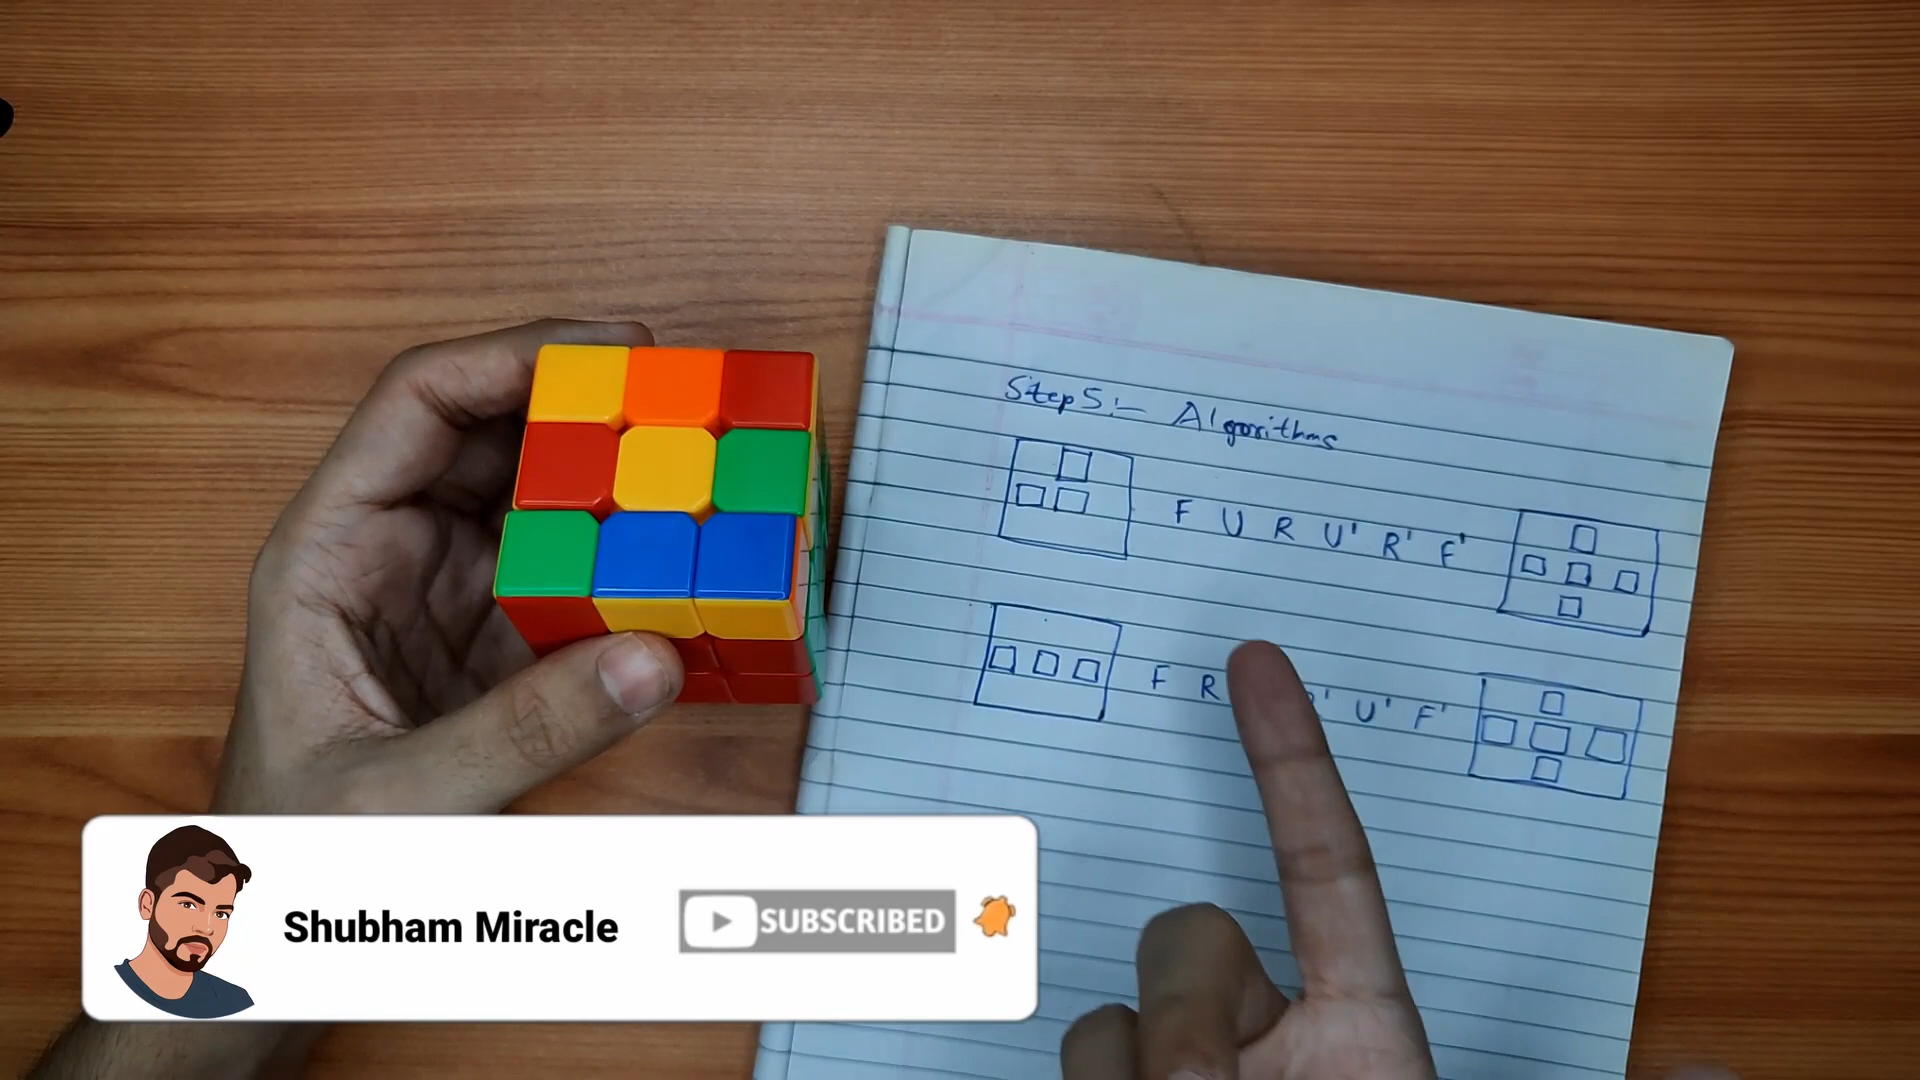 Step 5:— Algorithms
F U R U' R' F'
F R ' U' F'
Shubham Miracle
SUBSCRIBED